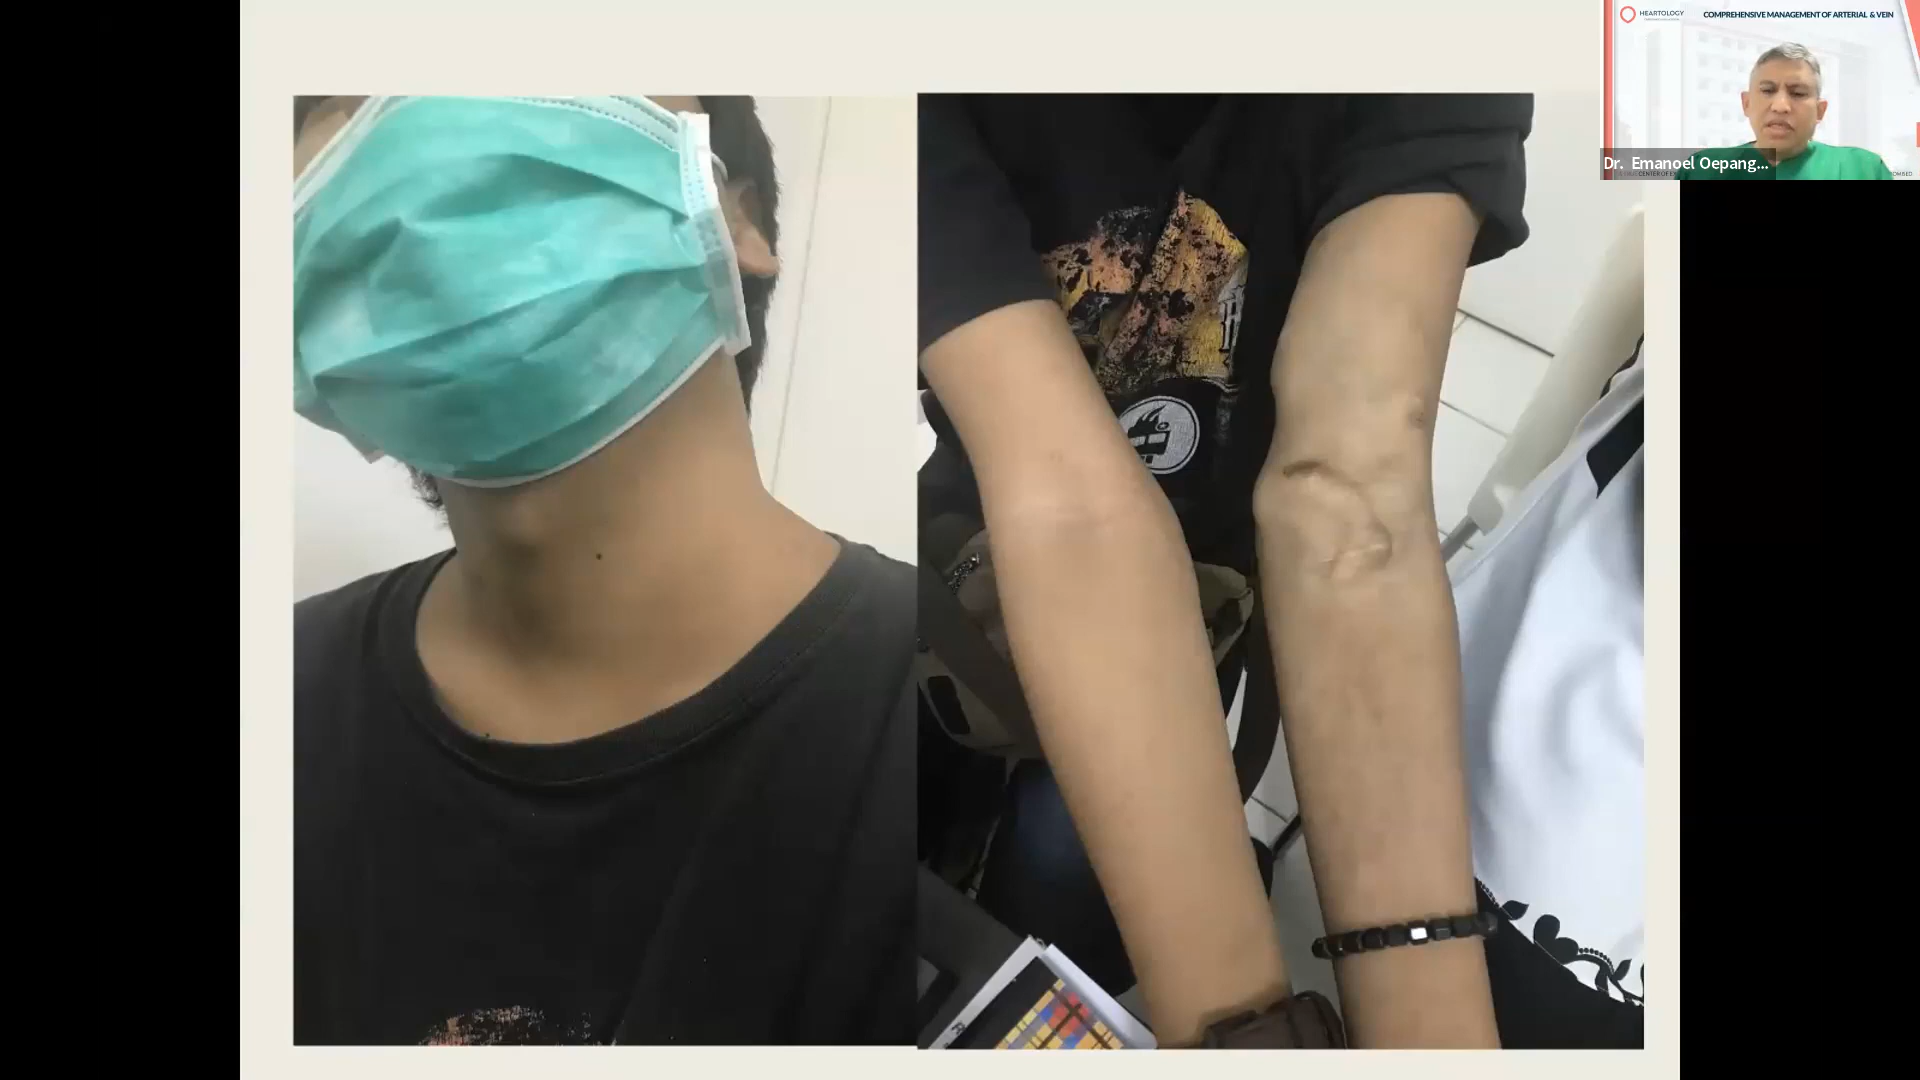 HEARTOLOGY
COMPREHENSIVE MANAGEMENT OF ARTERIAL & VEIN
Dr. Emanoel Oepang...